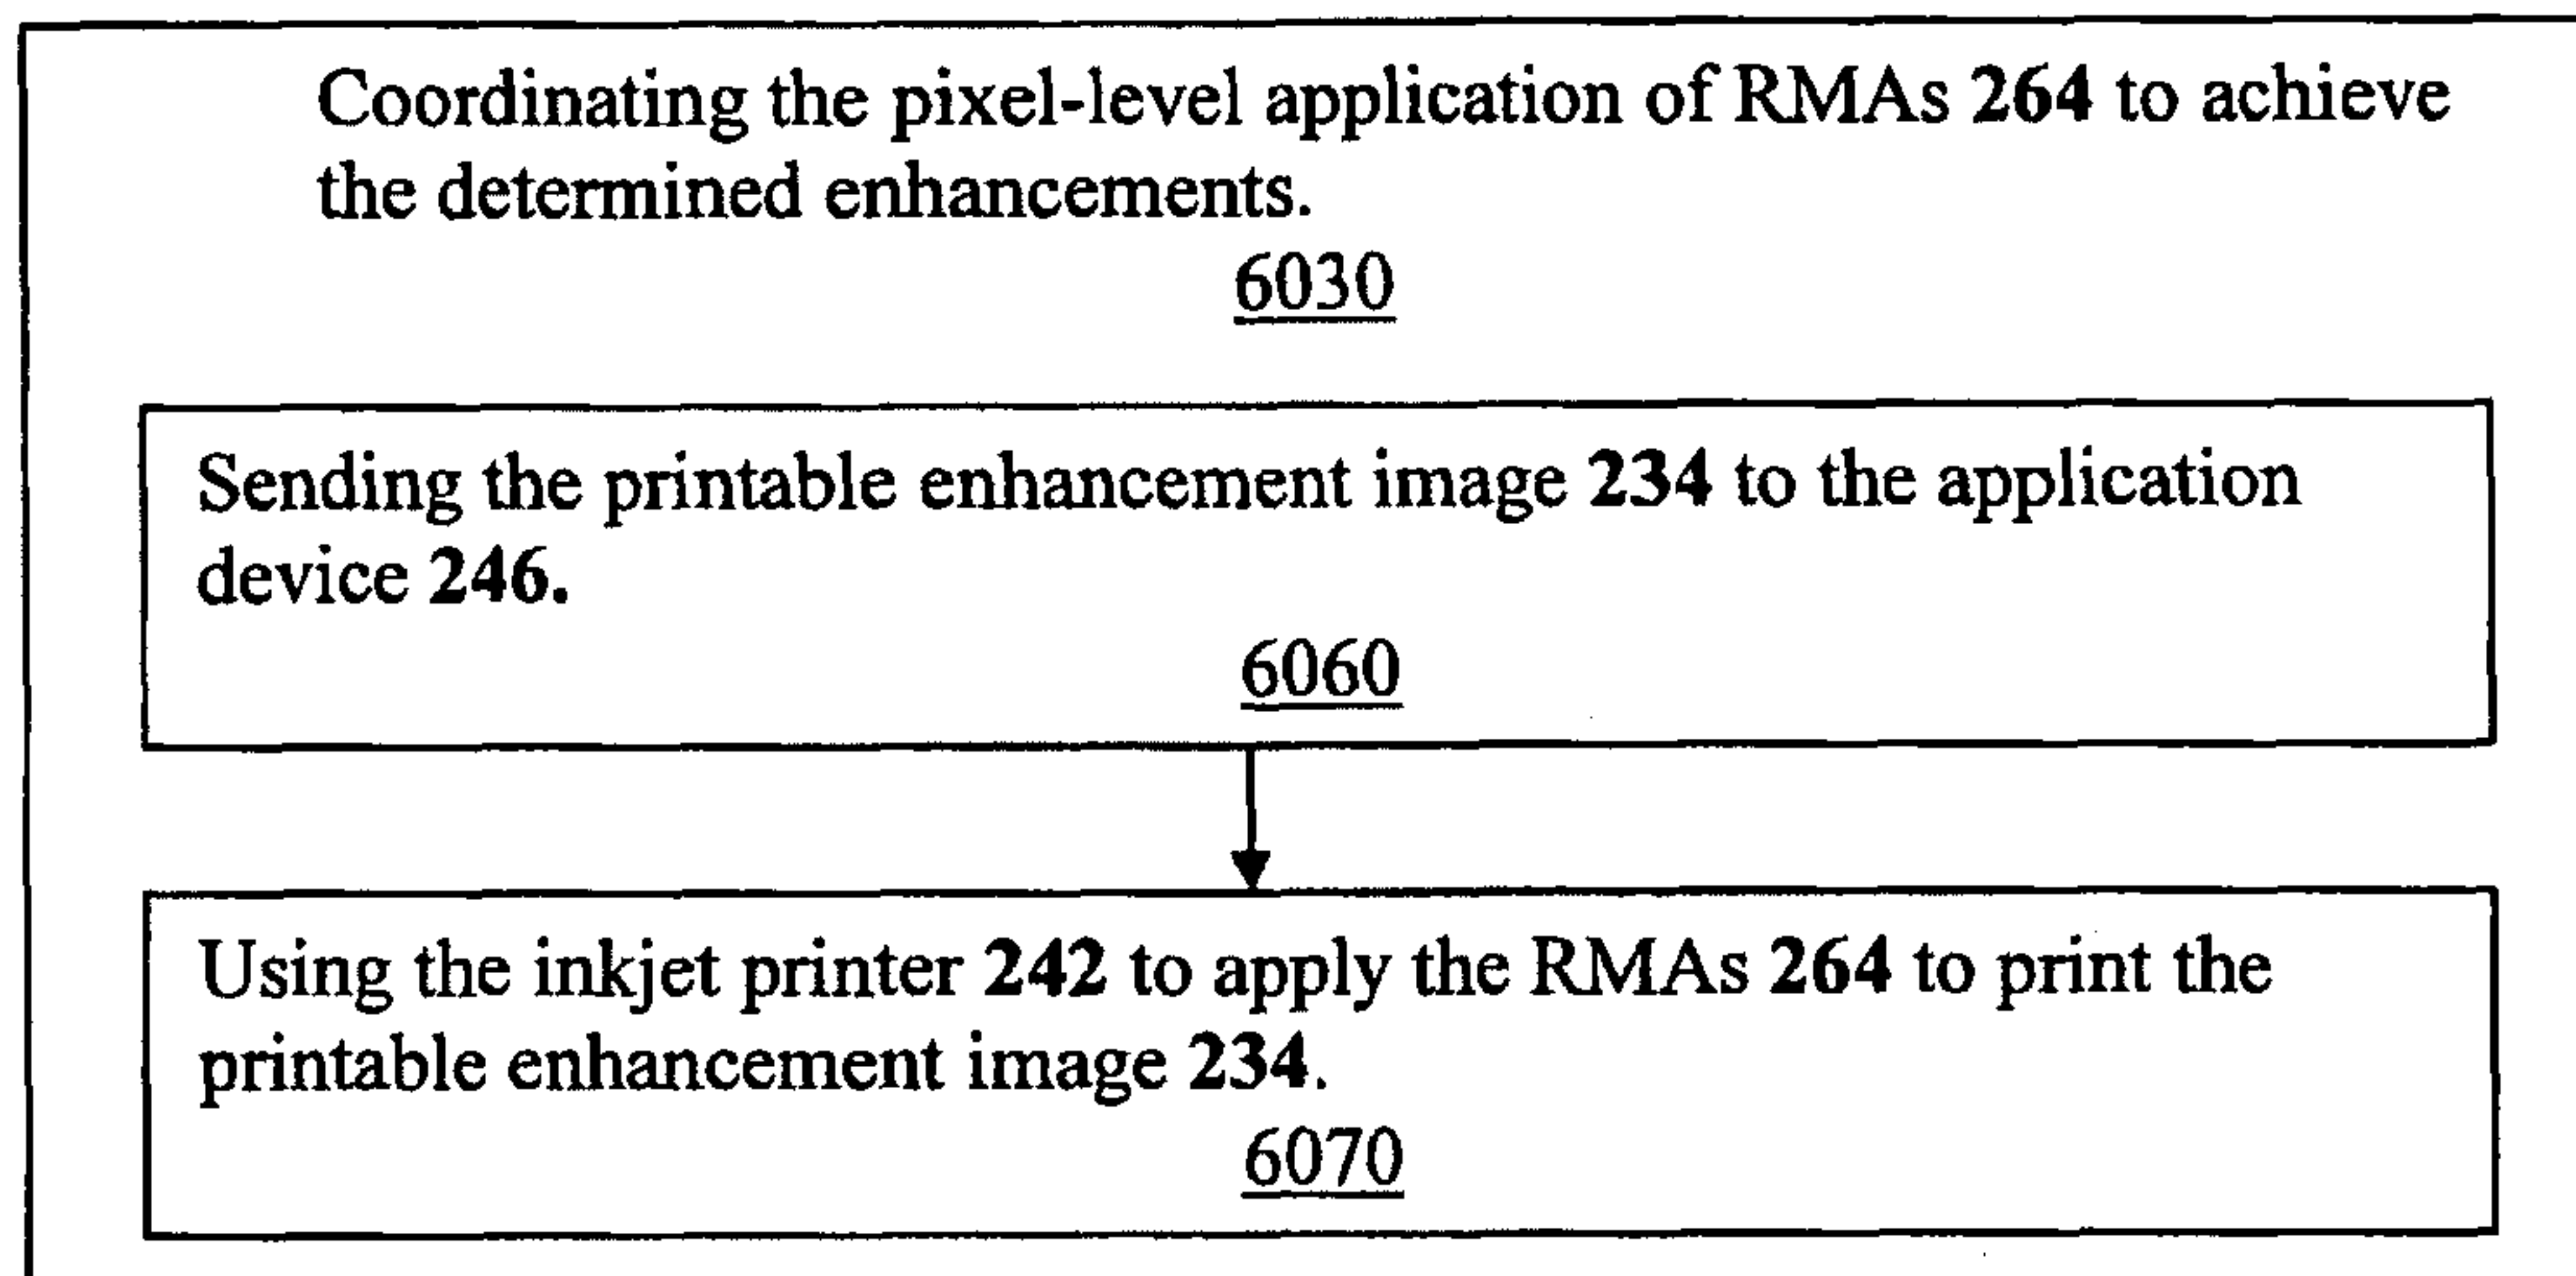 Coordinating the pixel-level application of RMAs 264 to achieve
the determined enhancements.
6030
Sending the printable enhancement image 234 to the application
device 246.
6060
Using the inkjet printer 242 to apply the RMAs 264 to print the
printable enhancement image 234.
6070